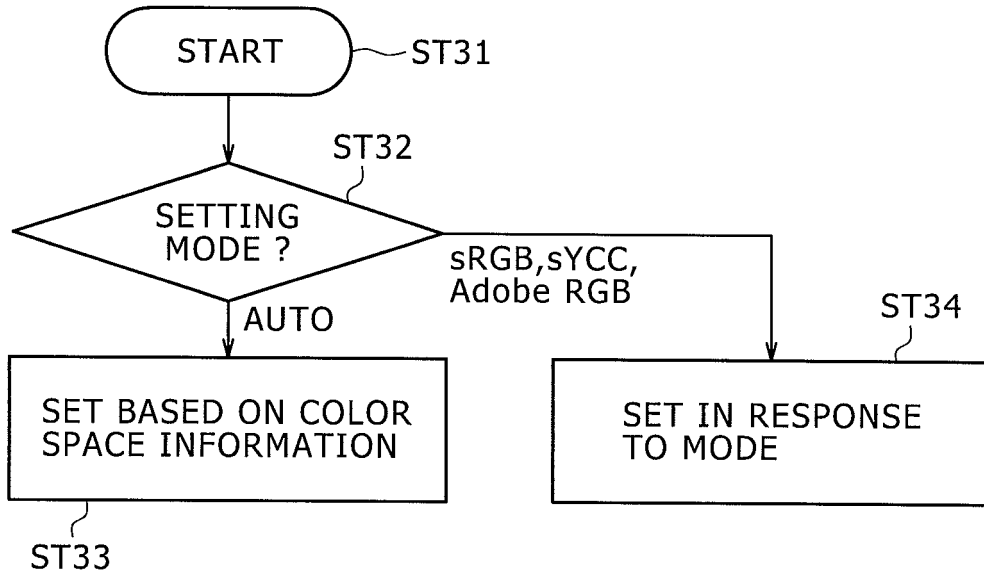 START
ST31
ST32
SETTING
MODE ?
sRGB,sYCC,
Adobe RGB
AUTO
ST34
SET BASED ON COLOR
SPACE INFORMATION
SET IN RESPONSE
TO MODE
ST33